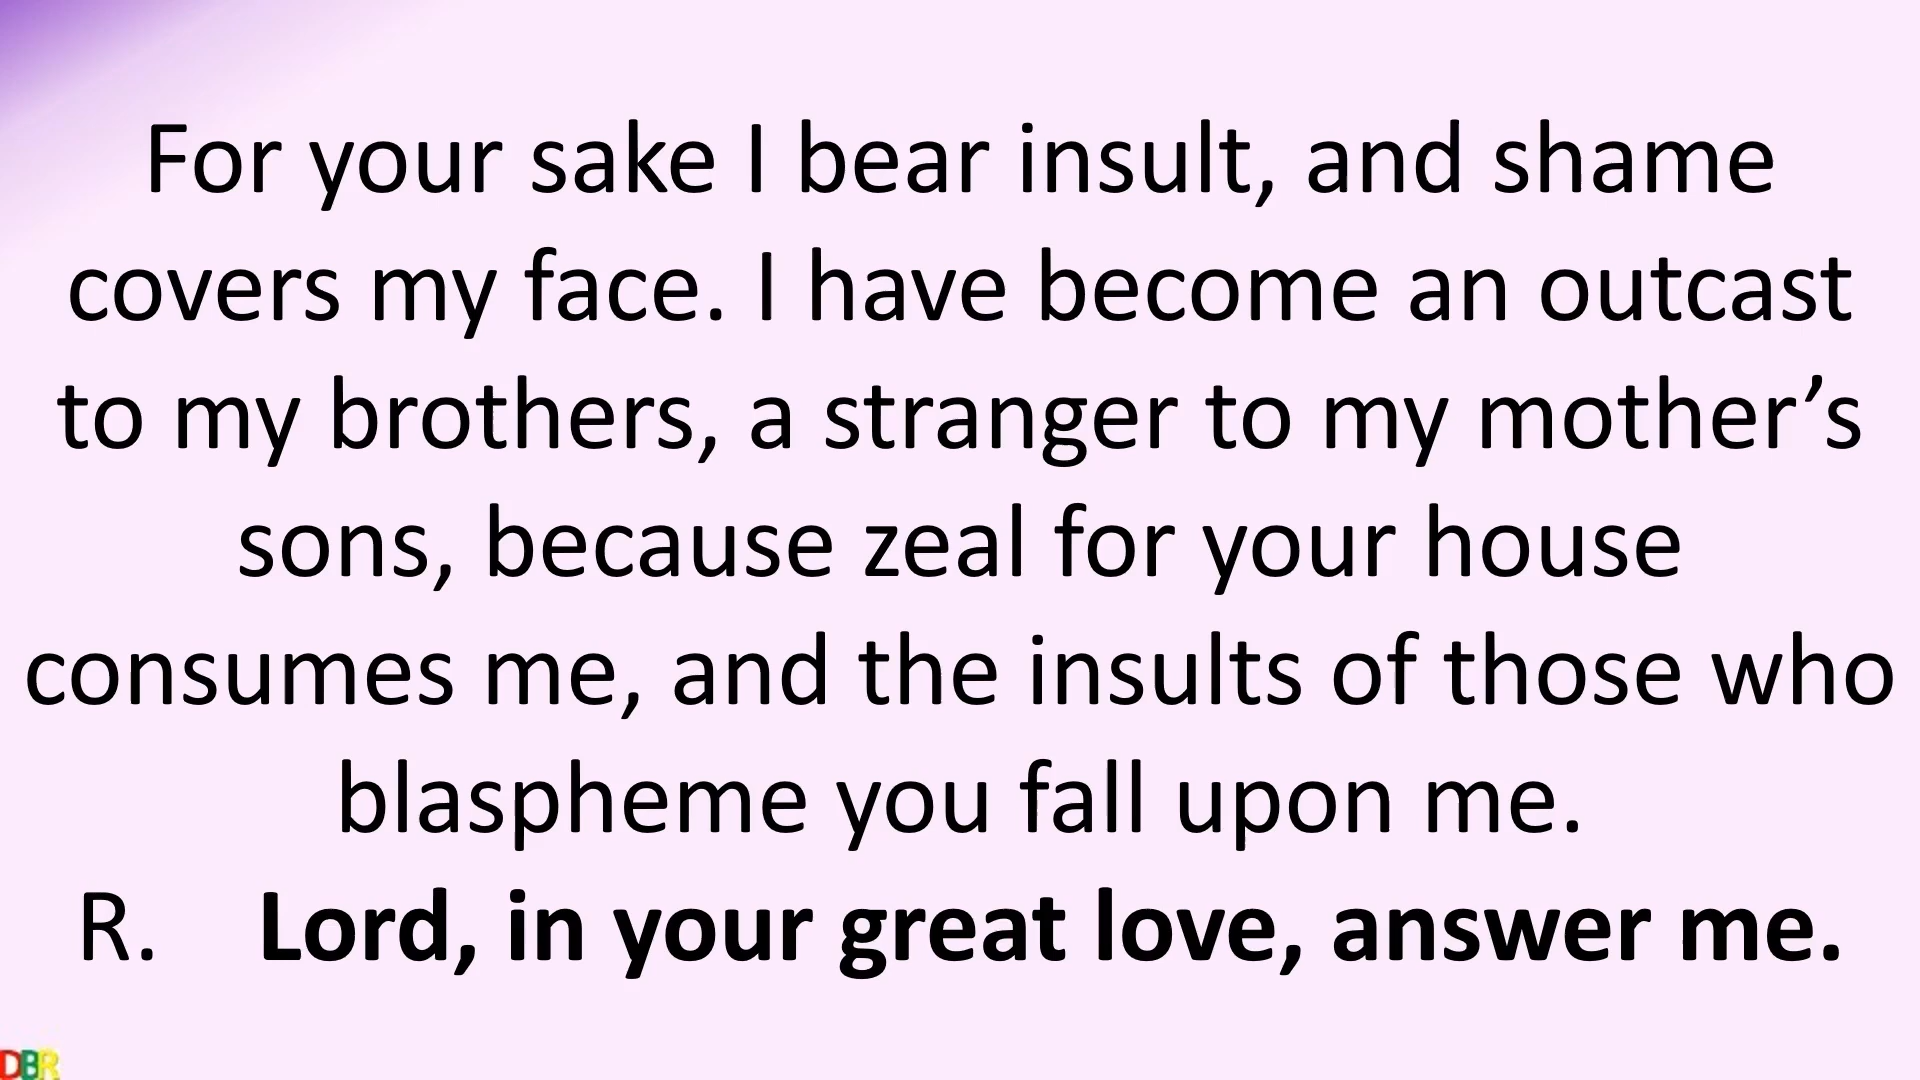 For your sake I bear insult, and shame
covers my face. I have become an outcast
to my brothers, a stranger to my mother’s
sons, because zeal for your house
consumes me, and the insults of those who
blaspheme you fall upon me.
R. Lord, in your great love, answer me.
DBR